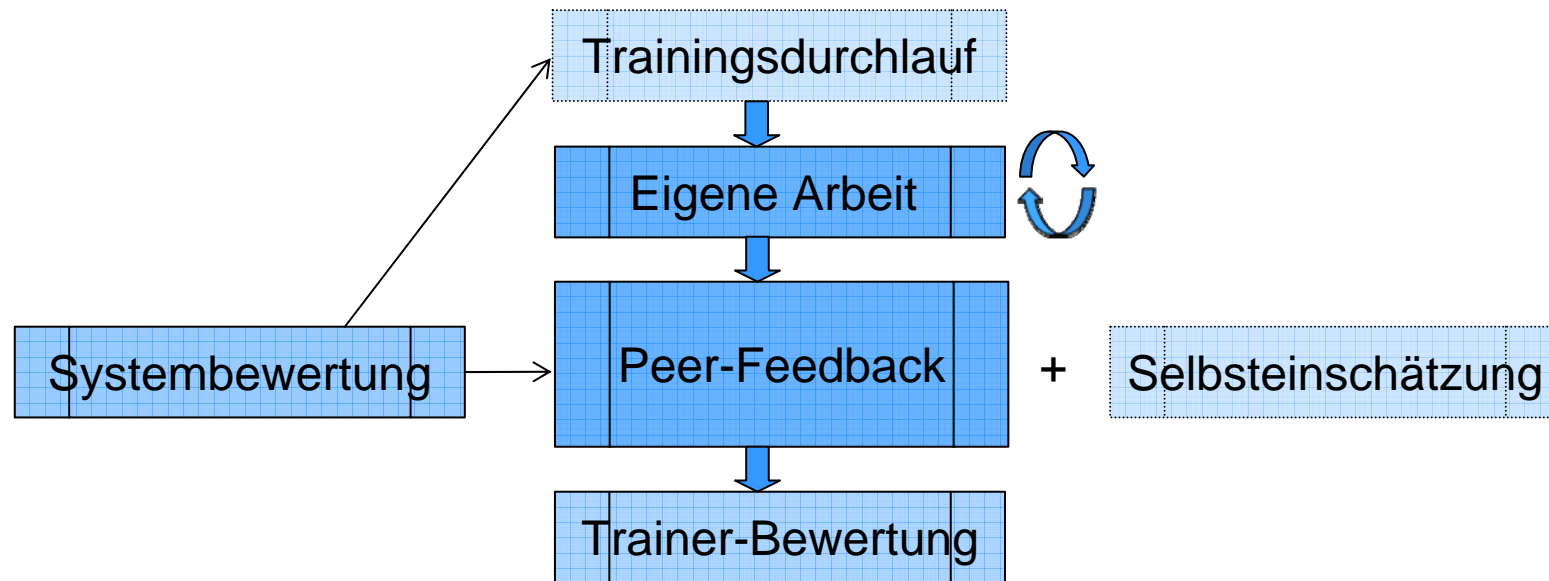 Trainingsdurchlauf
Eigene Arbeit
Systembewertung
Peer-Feedback
+
Selbsteinschätzung
Trainer-Bewertung